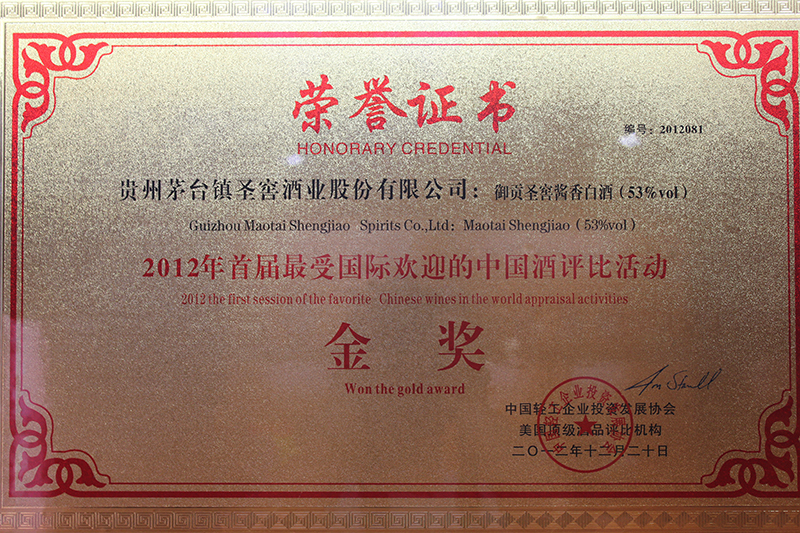 荣誉证书
HONORARY CREDENTIAL
编号：2012081
贵州茅台镇圣窖酒业股份有限公司：御贡圣窖酱香白酒（53%vol）
Guizhou Maotai Shengjiao Spirits Co.,Ltd: Maotai Shengjiao (53%vol)
2012年首届最受国际欢迎的中国酒评比活动
2012 the first session of the favorite Chinese wines in the world appraisal activities
金奖
Won the gold award
中国轻工企业投资发展协会
美国顶级酒品评比机构
二〇一二年十二月二十日